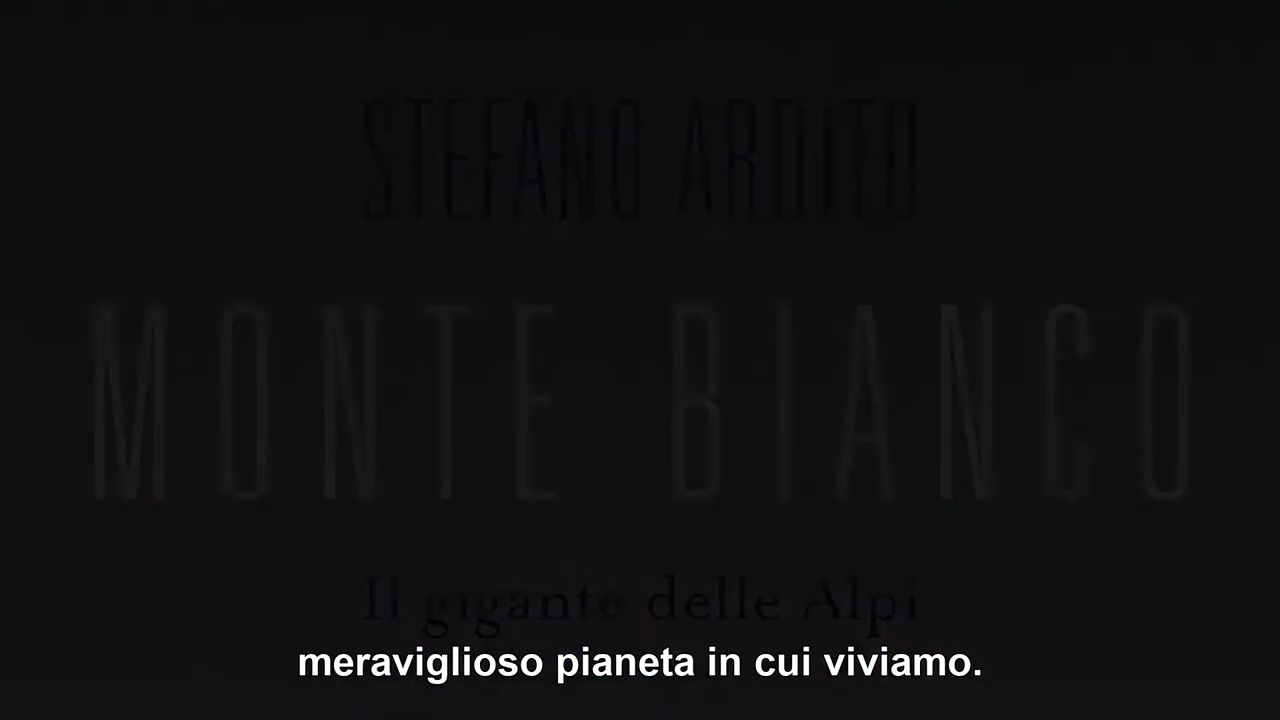 STEFANO ARDITO
MONTE BIANCO
Il gigante delle Alpi
meraviglioso pianeta in cui viviamo.